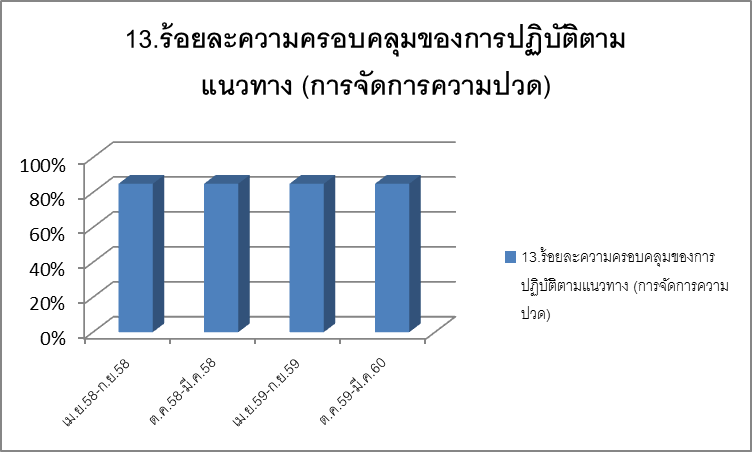 13.ร้อยละความครอบคลุมของการปฏิบัติตาม
แนวทาง (การจัดการความปวด)
100%
80%
60%
40%
20%
0%
เม.ย.58-ก.ย.58
ต.ค.58-มี.ค.58
เม.ย.59-ก.ย.59
ต.ค.59-มี.ค.60
13.ร้อยละความครอบคลุมของการ
ปฏิบัติตามแนวทาง (การจัดการความ
ปวด)